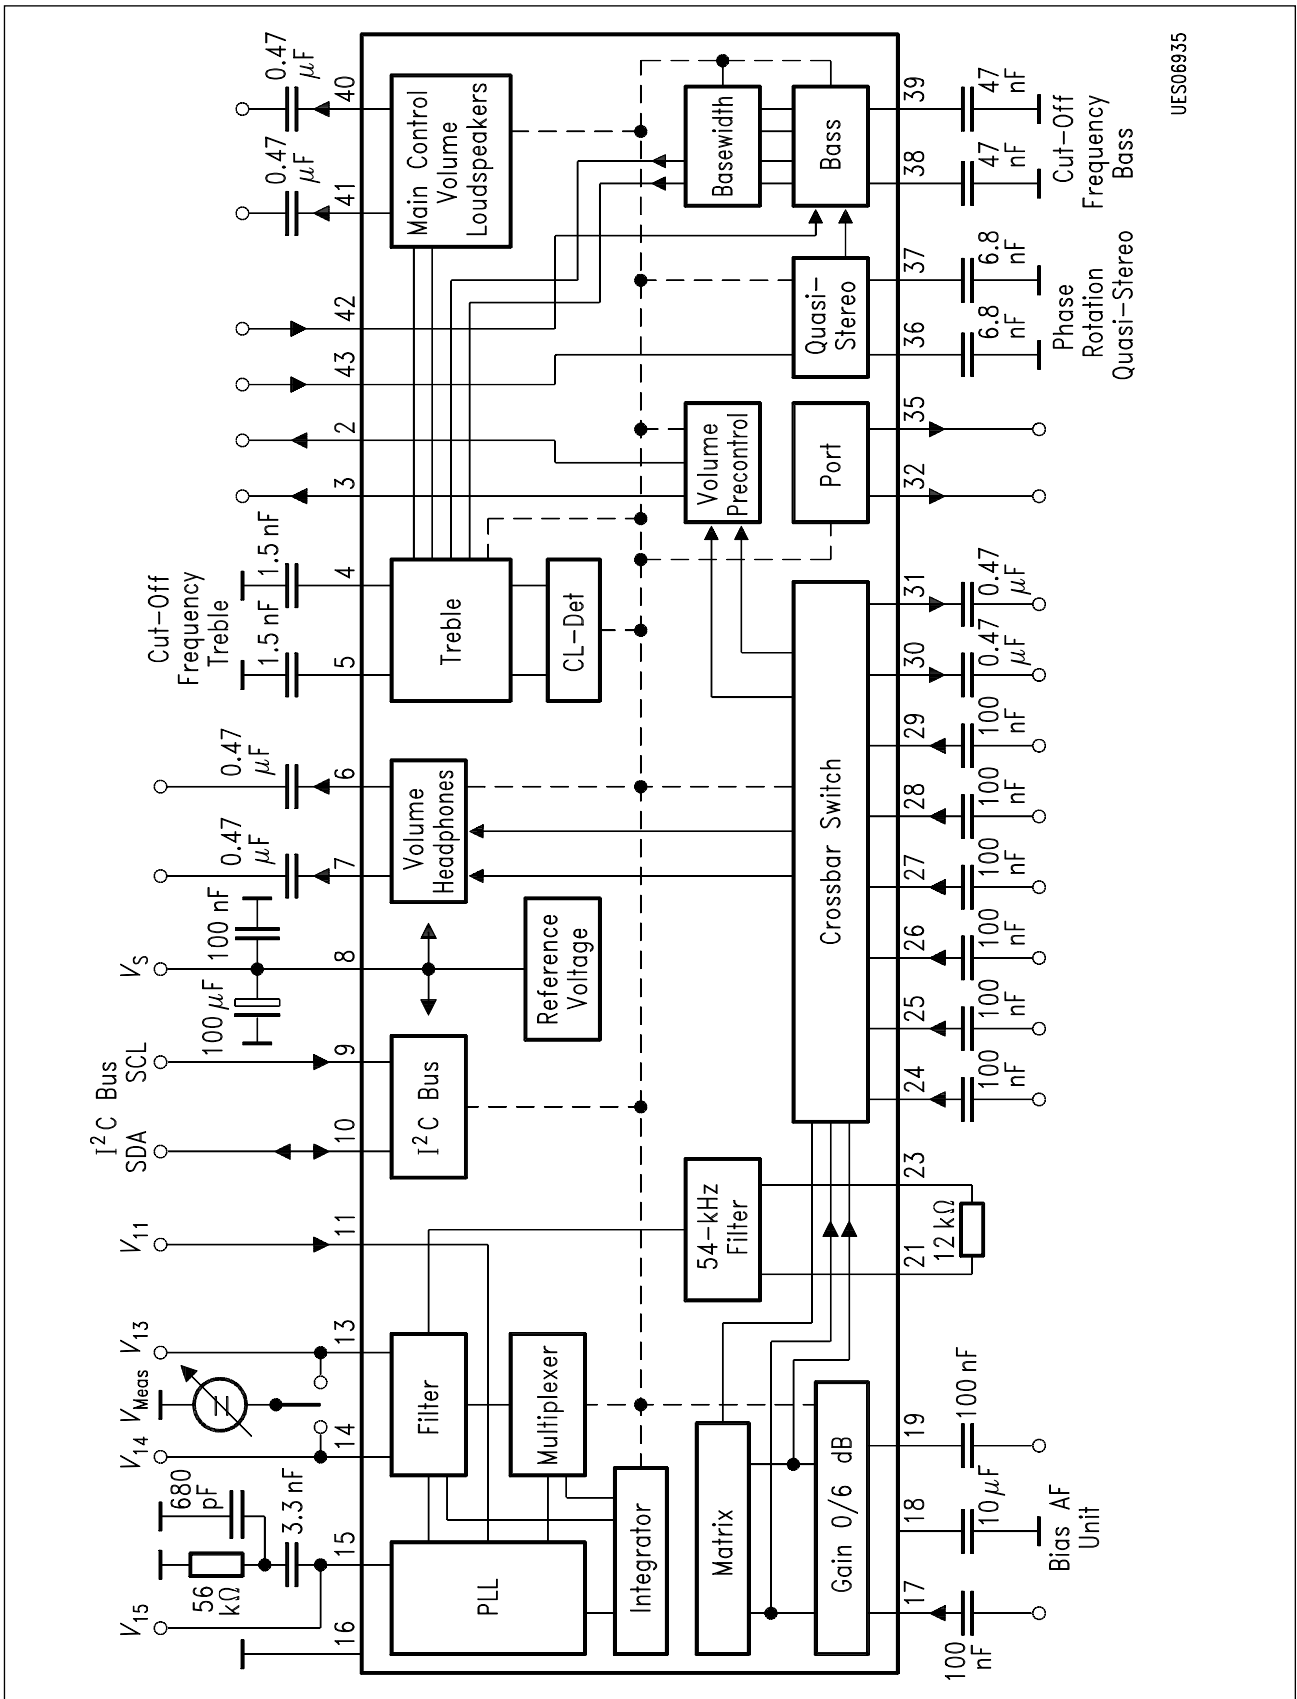 UES06935
0.47
μF
40
0.47
μF
41
42
43
2
3
Cut-Off
Frequency
Treble
1.5 nF
4
1.5 nF
5
0.47
μF
6
0.47
μF
7
100 nF
V_S
8
100 μF
I²C Bus
SCL
9
SDA
10
V_11
11
V_13
13
V_Meas
V_14
14
680
pF
3.3 nF
15
56
kΩ
V_15
16
Main Control
Volume
Loudspeakers
Basewidth
Bass
Quasi-
Stereo
Volume
Precontrol
Port
Treble
CL-Det
Volume
Headphones
Reference
Voltage
Crossbar Switch
I²C Bus
54-kHz
Filter
Filter
Multiplexer
PLL
Integrator
Matrix
Gain 0/6 dB
39
47
nF
38
47
nF
Cut-Off
Frequency
Bass
37
6.8
nF
36
6.8
nF
Phase
Rotation
Quasi-Stereo
35
32
31
0.47
μF
30
0.47
μF
29
100
nF
28
100
nF
27
100
nF
26
100
nF
25
100
nF
24
100
nF
23
21
12 kΩ
19
100 nF
18
10 μF
Bias AF
Unit
17
100
nF